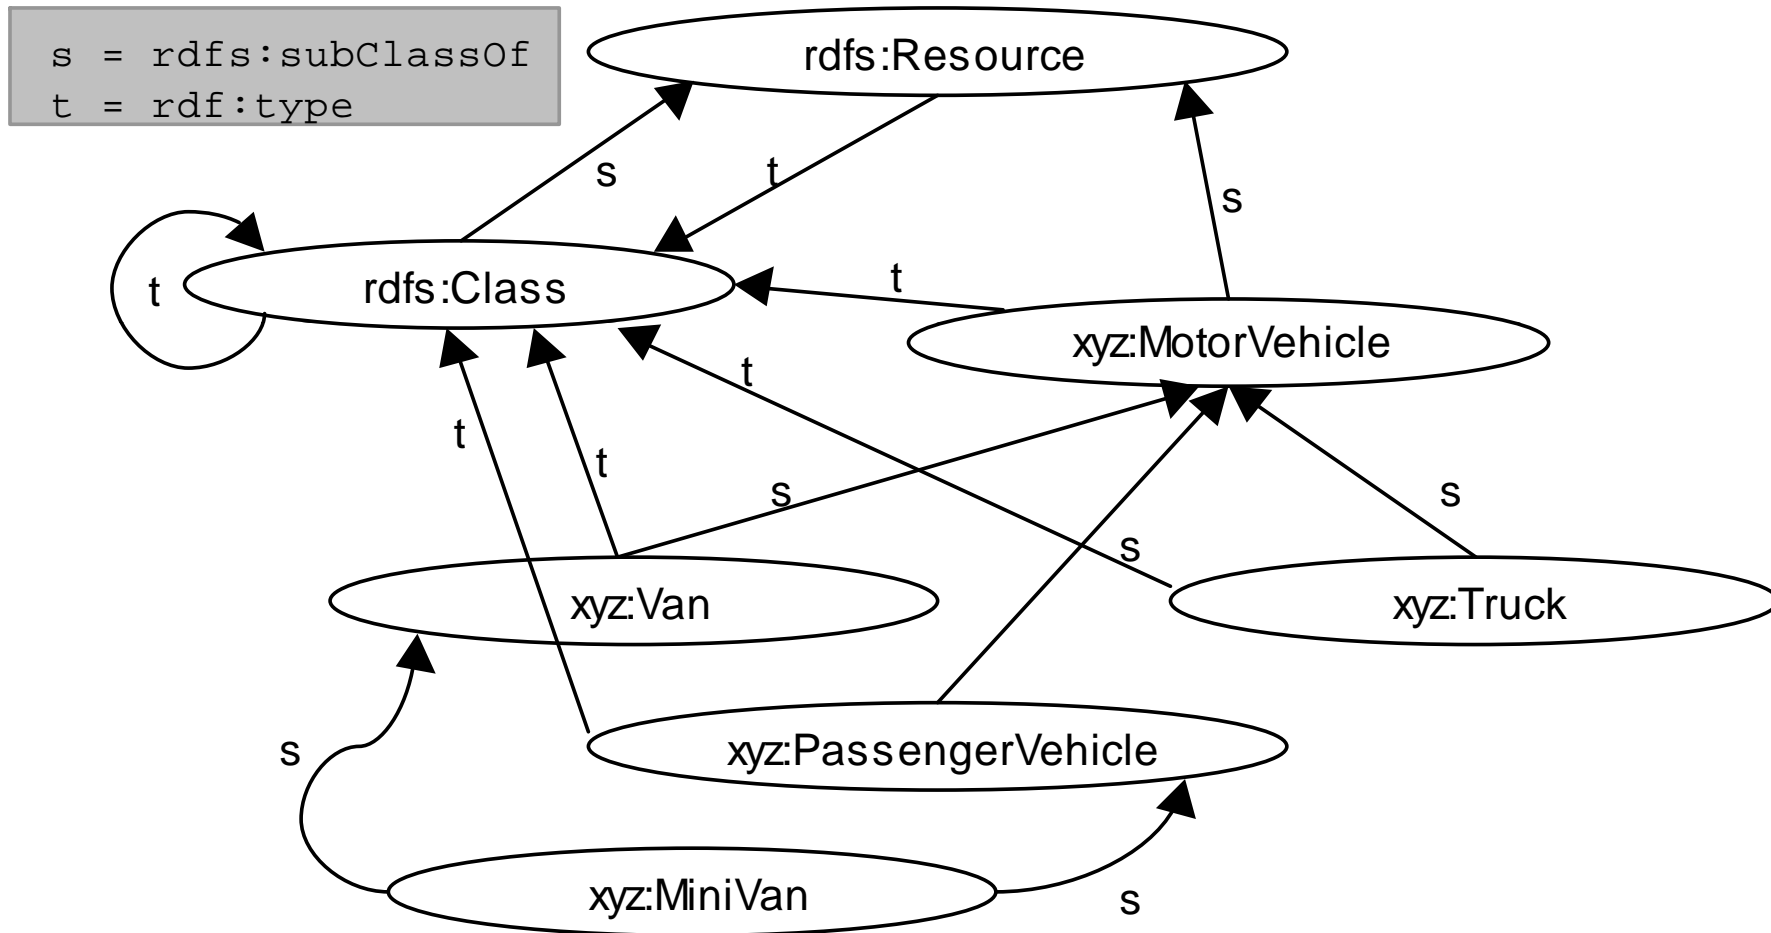 s = rdfs:subClassOf
t = rdf:type
rdfs:Resource
s
t
s
t
rdfs:Class
t
xyz:MotorVehicle
t
t
t
s
s
s
xyz:Van
xyz:Truck
s
xyz:PassengerVehicle
xyz:MiniVan
s